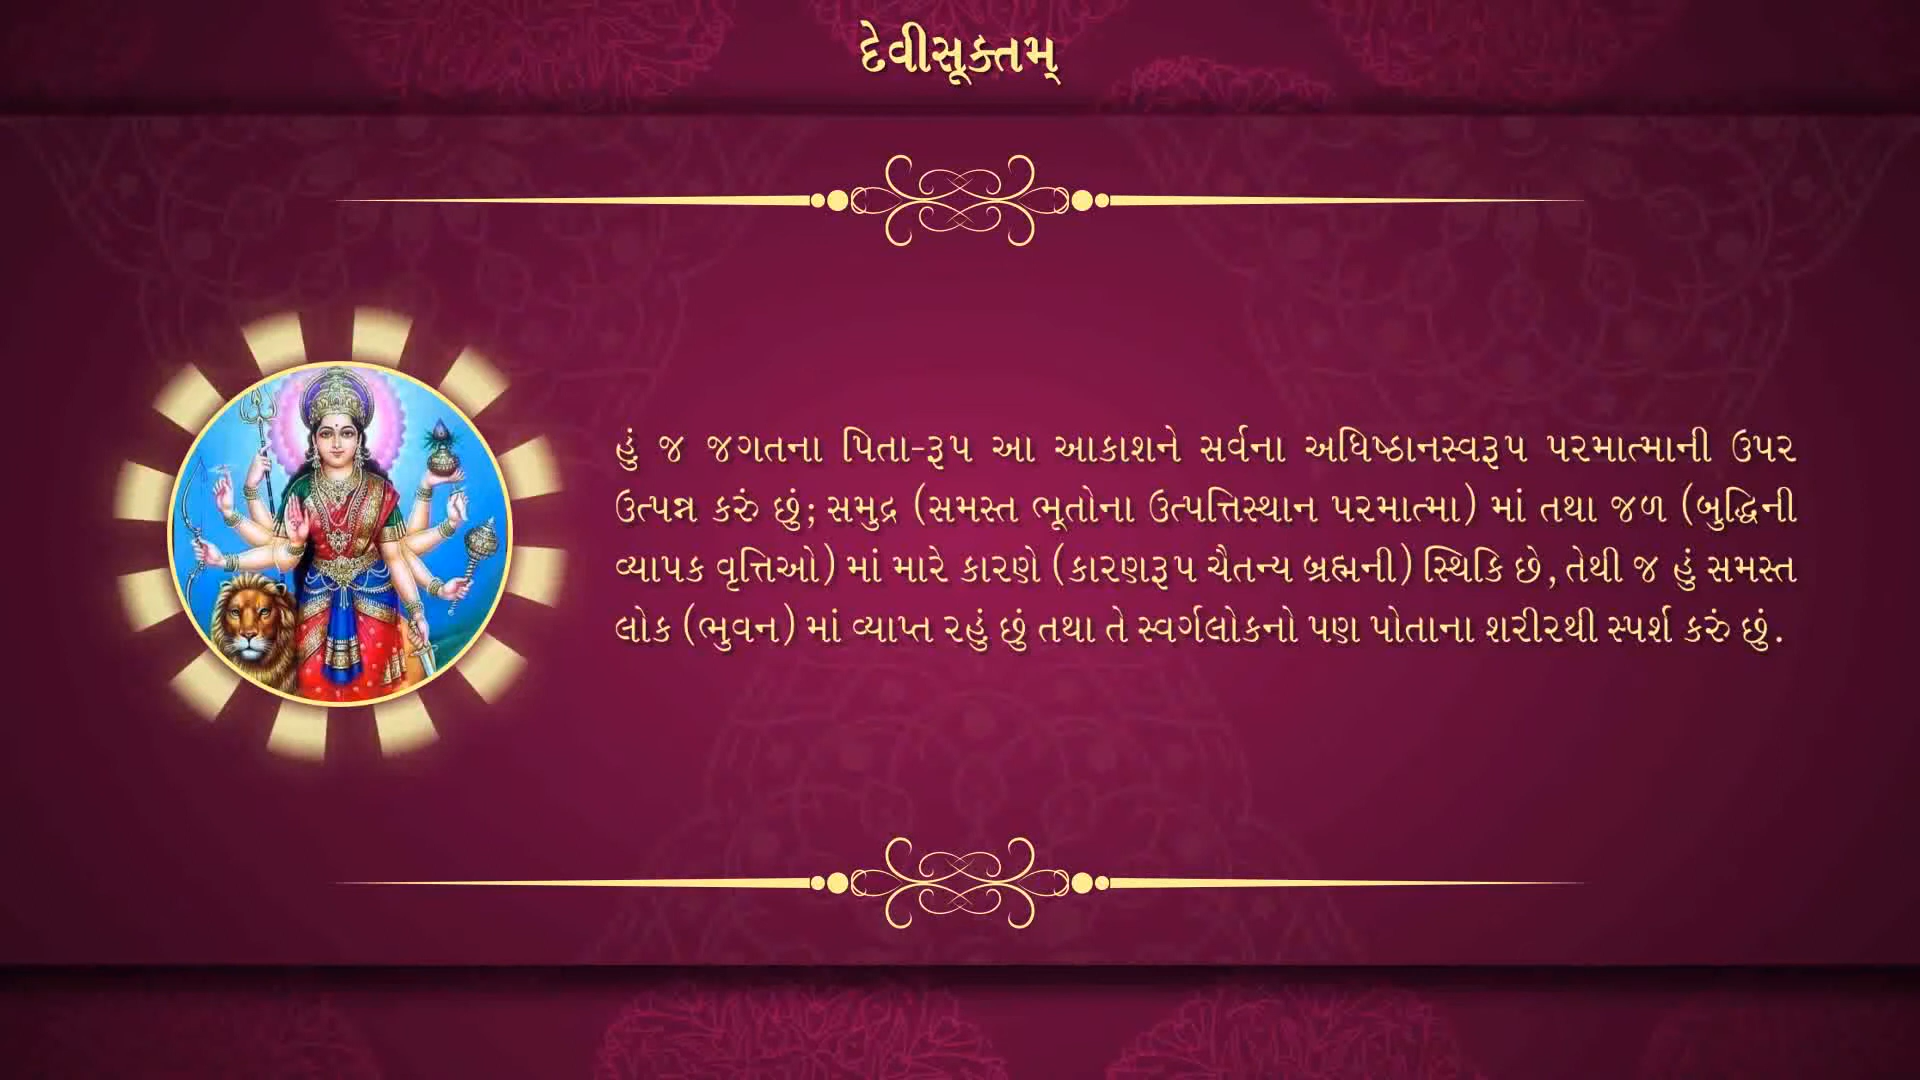 દેવીસૂક્તમ્
હું જ જગતના પિતા-રૂપ આ આકાશને સર્વના અધિષ્ઠાનસ્વરૂપ પરમાત્માની ઉપર
ઉત્પન્ન કરું છું; સમુદ્ર (સમસ્ત ભૂતોના ઉત્પત્તિસ્થાન પરમાત્મા) માં તથા જળ (બુદ્ધિની
વ્યાપક વૃત્તિઓ) માં મારે કારણે (કારણરૂપ ચૈતન્ય બ્રહ્મની) સ્થિકિ છે, તેથી જ હું સમસ્ત
લોક (ભુવન) માં વ્યાપ્ત રહું છું તથા તે સ્વર્ગલોકનો પણ પોતાના શરીરથી સ્પર્શ કરું છું.